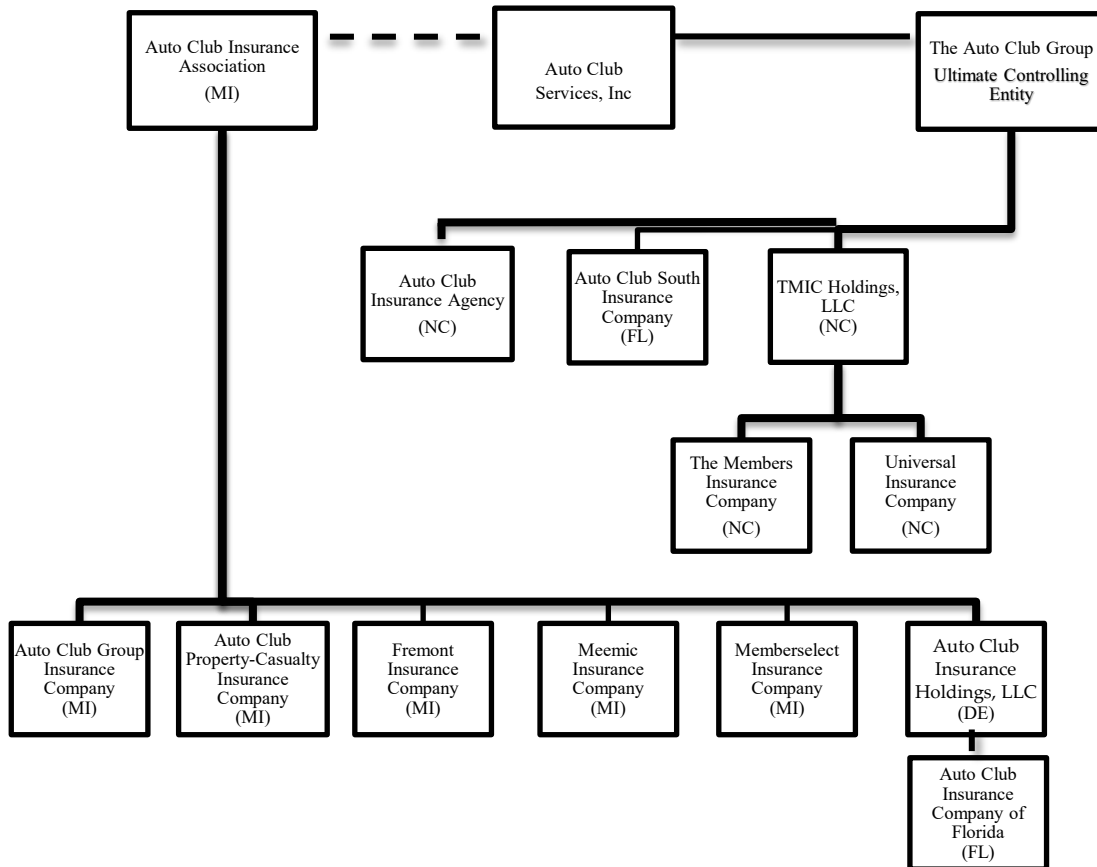 Auto Club Insurance
Association
(MI)
Auto Club
Services, Inc
The Auto Club Group
Ultimate Controlling
Entity
Auto Club
Insurance Agency
(NC)
Auto Club South
Insurance
Company
(FL)
TMIC Holdings,
LLC
(NC)
The Members
Insurance
Company
(NC)
Universal
Insurance
Company
(NC)
Auto Club Group
Insurance
Company
(MI)
Auto Club
Property-Casualty
Insurance
Company
(MI)
Fremont
Insurance
Company
(MI)
Meemic
Insurance
Company
(MI)
Memberselect
Insurance
Company
(MI)
Auto Club
Insurance
Holdings, LLC
(DE)
Auto Club
Insurance
Company of
Florida
(FL)